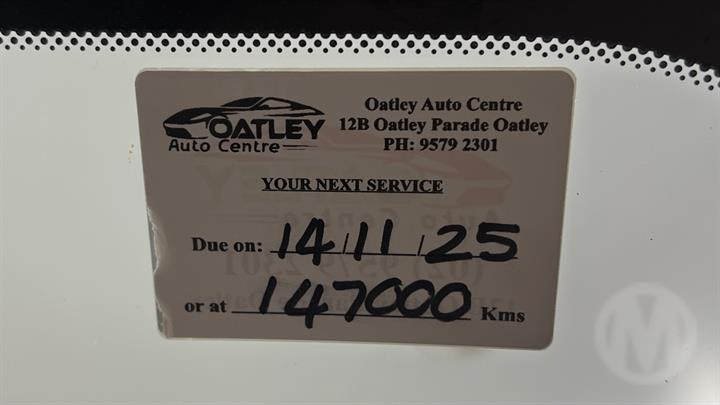 OATLEY
Auto Centre
Oatley Auto Centre
12B Oatley Parade Oatley
PH: 9579 2301
YOUR NEXT SERVICE
Due on: 14/11/25
or at 147000 Kms
M